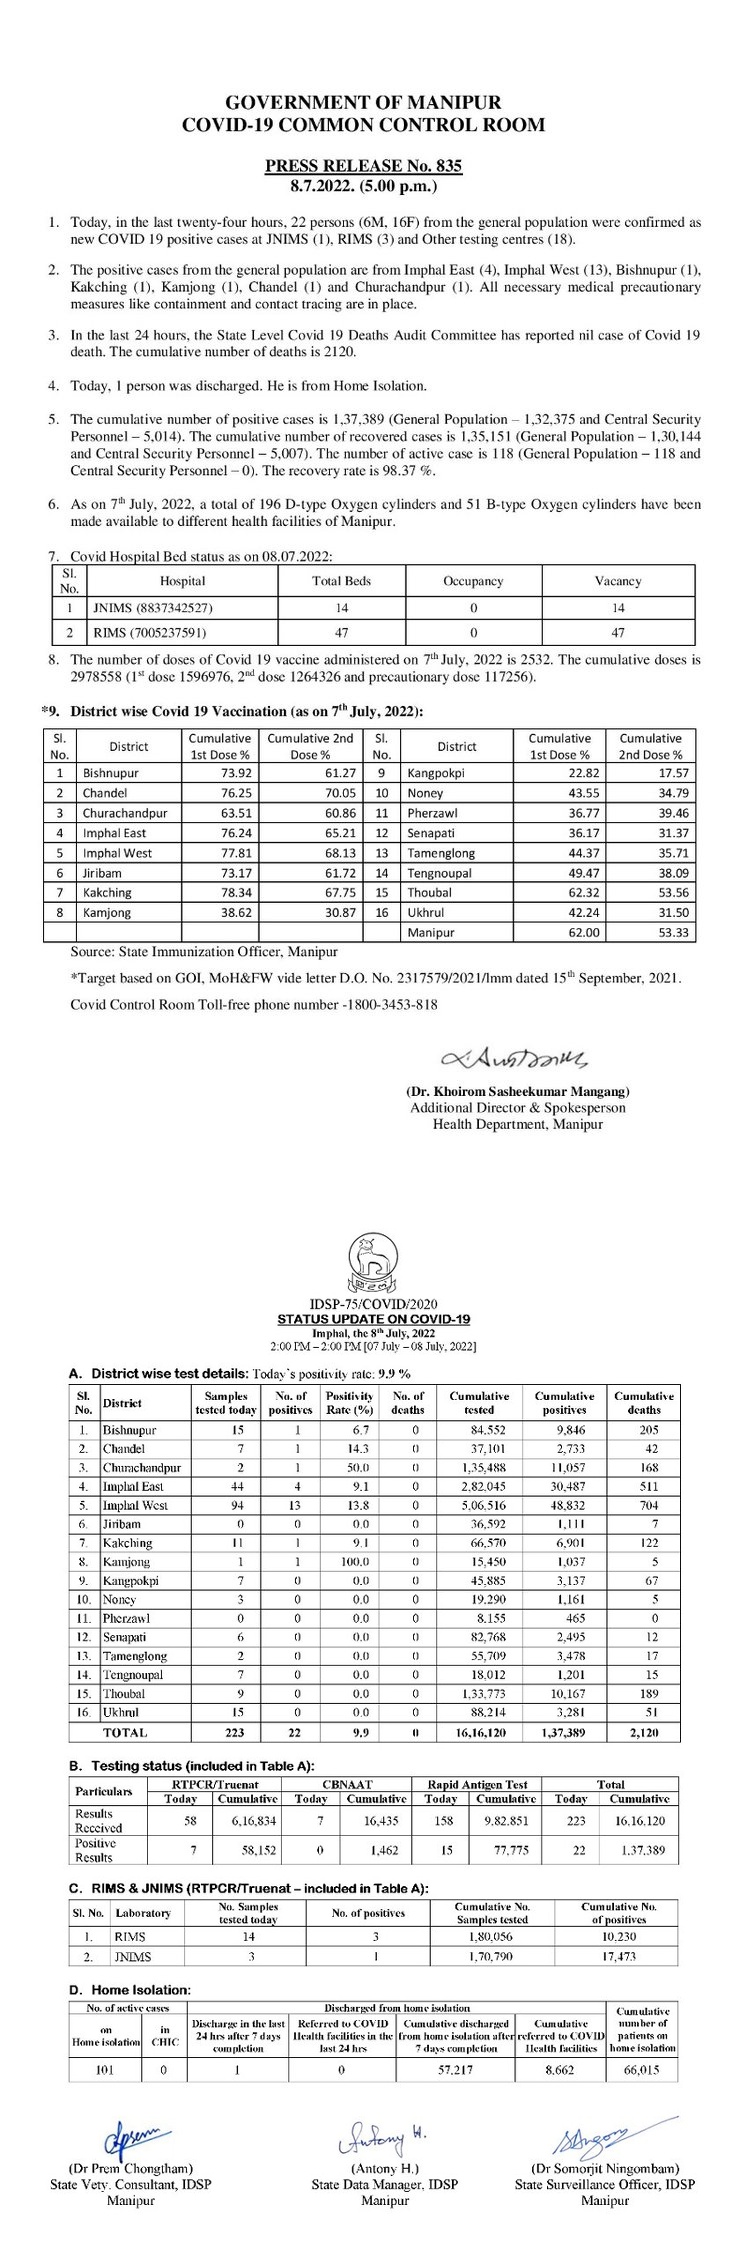 GOVERNMENT OF MANIPUR
COVID-19 COMMON CONTROL ROOM
PRESS RELEASE No. 835
8.7.2022. (5.00 p.m.)
1. Today, in the last twenty-four hours, 22 persons (6M, 16F) from the general population were confirmed as
new COVID 19 positive cases at JNIMS (1), RIMS (3) and Other testing centres (18).
2. The positive cases from the general population are from Imphal East (4), Imphal West (13), Bishnupur (1),
Kakching (1), Kamjong (1), Chandel (1) and Churachandpur (1). All necessary medical precautionary
measures like containment and contact tracing are in place.
3. In the last 24 hours, the State Level Covid 19 Deaths Audit Committee has reported nil case of Covid 19
death. The cumulative number of deaths is 2120.
4. Today, 1 person was discharged. He is from Home Isolation.
5. The cumulative number of positive cases is 1,37,389 (General Population – 1,32,375 and Central Security
Personnel – 5,014). The cumulative number of recovered cases is 1,35,151 (General Population – 1,30,144
and Central Security Personnel – 5,007). The number of active case is 118 (General Population – 118 and
Central Security Personnel – 0). The recovery rate is 98.37 %.
6. As on 7th July, 2022, a total of 196 D-type Oxygen cylinders and 51 B-type Oxygen cylinders have been
made available to different health facilities of Manipur.
7. Covid Hospital Bed status as on 08.07.2022:
Sl. No. Hospital Total Beds Occupancy Vacancy
1 JNIMS (8837342527) 14 0 14
2 RIMS (7005237591) 47 0 47
8. The number of doses of Covid 19 vaccine administered on 7th July, 2022 is 2532. The cumulative doses is
2978558 (1st dose 1596976, 2nd dose 1264326 and precautionary dose 117256).
*9. District wise Covid 19 Vaccination (as on 7th July, 2022):
Sl. No. District Cumulative 1st Dose % Cumulative 2nd Dose % Sl. No. District Cumulative 1st Dose % Cumulative 2nd Dose %
1 Bishnupur 73.92 61.27 9 Kangpokpi 22.82 17.57
2 Chandel 76.25 70.05 10 Noney 43.55 34.79
3 Churachandpur 63.51 60.86 11 Pherzawl 36.77 39.46
4 Imphal East 76.24 65.21 12 Senapati 36.17 31.37
5 Imphal West 77.81 68.13 13 Tamenglong 44.37 35.71
6 Jiribam 73.17 61.72 14 Tengnoupal 49.47 38.09
7 Kakching 78.34 67.75 15 Thoubal 62.32 53.56
8 Kamjong 38.62 30.87 16 Ukhrul 42.24 31.50
Manipur 62.00 53.33
Source: State Immunization Officer, Manipur
*Target based on GOI, MoH&FW vide letter D.O. No. 2317579/2021/Imm dated 15th September, 2021.
Covid Control Room Toll-free phone number -1800-3453-818
(Dr. Khoirom Sasheekumar Mangang)
Additional Director & Spokesperson
Health Department, Manipur
IDSP-75/COVID/2020
STATUS UPDATE ON COVID-19
Imphal, the 8th July, 2022
2:00 PM – 2:00 PM [07 July – 08 July, 2022]
A. District wise test details: Today's positivity rate: 9.9 %
Sl. No. District Samples tested today No. of positives Positivity Rate (%) No. of deaths Cumulative tested Cumulative positives Cumulative deaths
1. Bishnupur 15 1 6.7 0 84,552 9,846 205
2. Chandel 7 1 14.3 0 37,101 2,733 42
3. Churachandpur 2 1 50.0 0 1,35,488 11,057 168
4. Imphal East 44 4 9.1 0 2,82,045 30,487 511
5. Imphal West 94 13 13.8 0 5,06,516 48,832 704
6. Jiribam 0 0 0.0 0 36,592 1,111 7
7. Kakching 11 1 9.1 0 66,570 6,901 122
8. Kamjong 1 1 100.0 0 15,450 1,037 5
9. Kangpokpi 7 0 0.0 0 45,885 3,137 67
10. Noney 3 0 0.0 0 19,290 1,161 5
11. Pherzawl 0 0 0.0 0 8,155 465 0
12. Senapati 6 0 0.0 0 82,768 2,495 12
13. Tamenglong 2 0 0.0 0 55,709 3,478 17
14. Tengnoupal 7 0 0.0 0 18,012 1,201 15
15. Thoubal 9 0 0.0 0 1,33,773 10,167 189
16. Ukhrul 15 0 0.0 0 88,214 3,281 51
TOTAL 223 22 9.9 0 16,16,120 1,37,389 2,120
B. Testing status (included in Table A):
Particulars RTPCR/Truenat CBNAAT Rapid Antigen Test Total
Today Cumulative Today Cumulative Today Cumulative Today Cumulative
Results Received 58 6,16,834 7 16,435 158 9,82,851 223 16,16,120
Positive Results 7 58,152 0 1,462 15 77,775 22 1,37,389
C. RIMS & JNIMS (RTPCR/Truenat – included in Table A):
Sl. No. Laboratory No. Samples tested today No. of positives Cumulative No. Samples tested Cumulative No. of positives
1. RIMS 14 3 1,80,056 10,230
2. JNIMS 3 1 1,70,790 17,473
D. Home Isolation:
No. of active cases Discharged from home isolation Cumulative number of patients on home isolation
on Home isolation in CHIC Discharge in the last 24 hrs after 7 days completion Referred to COVID Health facilities in the last 24 hrs Cumulative discharged from home isolation after 7 days completion Cumulative referred to COVID Health facilities
101 0 1 0 57,217 8,662 66,015
Antony H.
(Dr Prem Chongtham) (Antony H.) (Dr Somorjit Ningombam)
State Vety. Consultant, IDSP State Data Manager, IDSP State Surveillance Officer, IDSP
Manipur Manipur Manipur